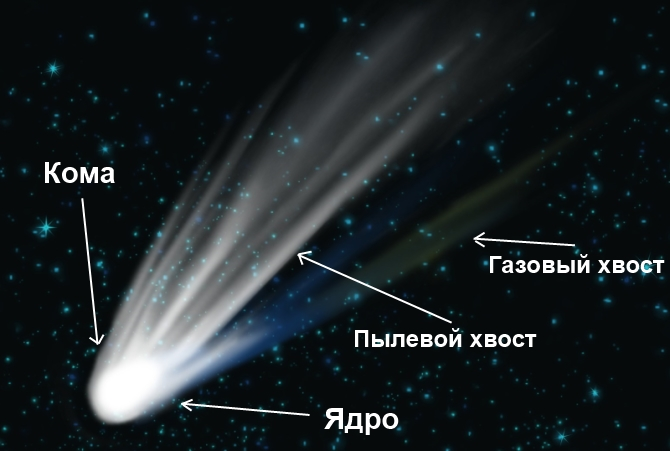 Кома
Газовый хвост
Пылевой хвост
Ядро